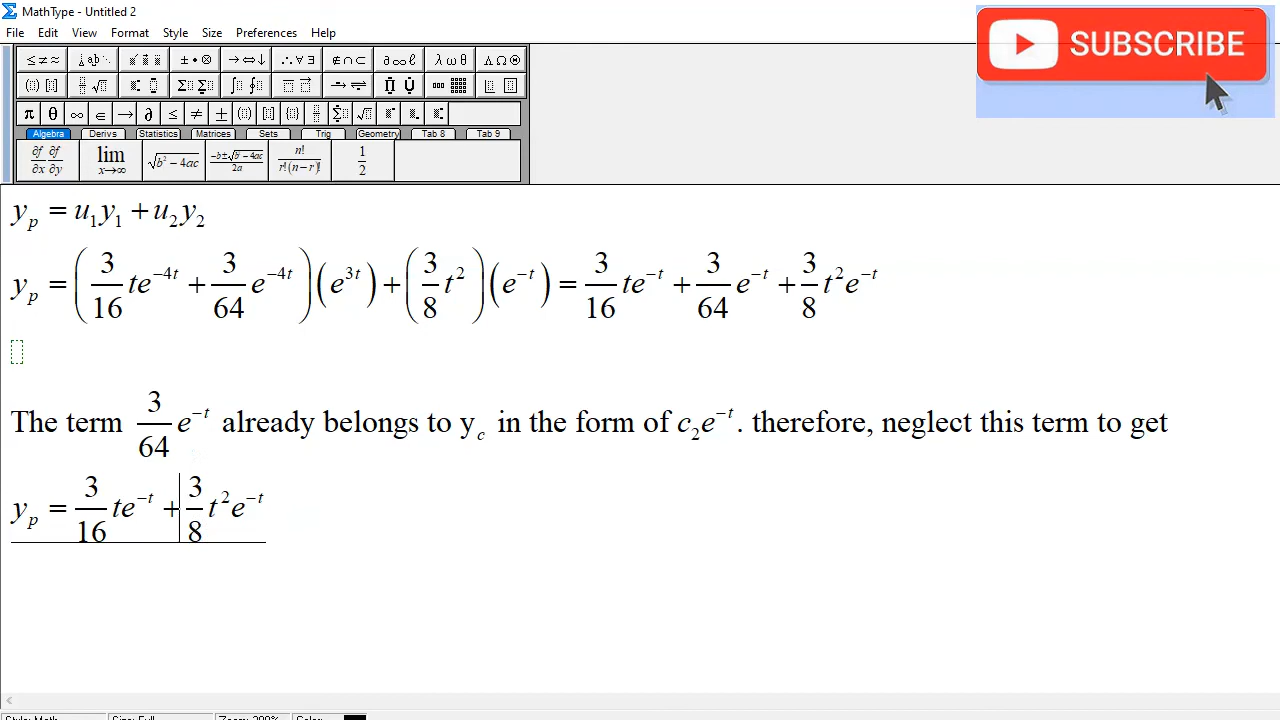 MathType - Untitled 2
SUBSCRIBE
File Edit View Format Style Size Preferences Help
Algebra Derivs Statistics Matrices Sets Trig Geometry Tab 8 Tab 9
y_p = u_1y_1 + u_2y_2
y_p = (3/16 te^{-4t} + 3/64 e^{-4t})(e^{3t}) + (3/8 t^2)(e^{-t}) = 3/16 te^{-t} + 3/64 e^{-t} + 3/8 t^2e^{-t}
The term 3/64 e^{-t} already belongs to y_c in the form of c_2e^{-t}. therefore, neglect this term to get
y_p = 3/16 te^{-t} + 3/8 t^2e^{-t}